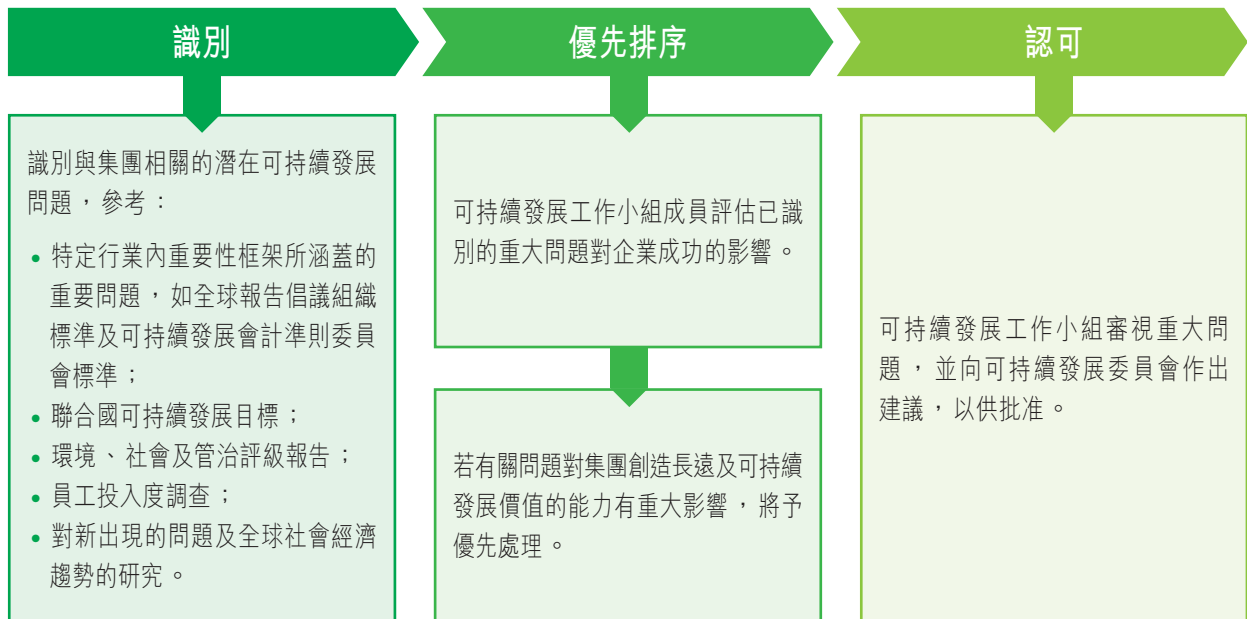 識別
優先排序
認可
識別與集團相關的潛在可持續發展
問題，參考：
• 特定行業內重要性框架所涵蓋的
重要問題，如全球報告倡議組織
標準及可持續發展會計準則委員
會標準；
• 聯合國可持續發展目標；
• 環境、社會及管治評級報告；
• 員工投入度調查；
• 對新出現的問題及全球社會經濟
趨勢的研究。
可持續發展工作小組成員評估已識
別的重大問題對企業成功的影響。
若有關問題對集團創造長遠及可持續
發展價值的能力有重大影響，將予
優先處理。
可持續發展工作小組審視重大問
題，並向可持續發展委員會作出
建議，以供批准。